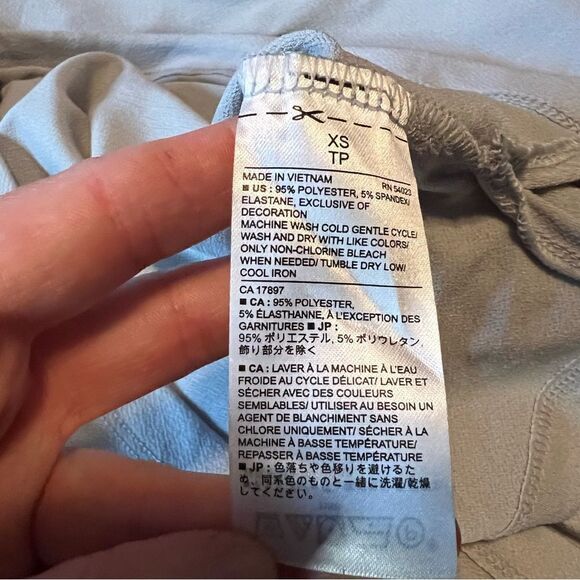 XS
TP
MADE IN VIETNAM RN 54023
■ US : 95% POLYESTER, 5% SPANDEX/
ELASTANE, EXCLUSIVE OF
DECORATION
MACHINE WASH COLD GENTLE CYCLE/
WASH AND DRY WITH LIKE COLORS/
ONLY NON-CHLORINE BLEACH
WHEN NEEDED/ TUMBLE DRY LOW/
COOL IRON
CA 17897
■ CA : 95% POLYESTER,
5% ÉLASTHANNE, À L'EXCEPTION DES
GARNITURES ■ JP :
95% ポリエステル, 5% ポリウレタン,
飾り部分を除く
■ CA : LAVER À LA MACHINE À L'EAU
FROIDE AU CYCLE DÉLICAT/ LAVER ET
SÉCHER AVEC DES COULEURS
SEMBLABLES/ UTILISER AU BESOIN UN
AGENT DE BLANCHIMENT SANS
CHLORE UNIQUEMENT/ SÉCHER À LA
MACHINE À BASSE TEMPÉRATURE/
REPASSER À BASSE TEMPÉRATURE
■ JP : 色落ちや色移りを避けるため、
同系色のものと一緒に洗濯/乾燥
してください。